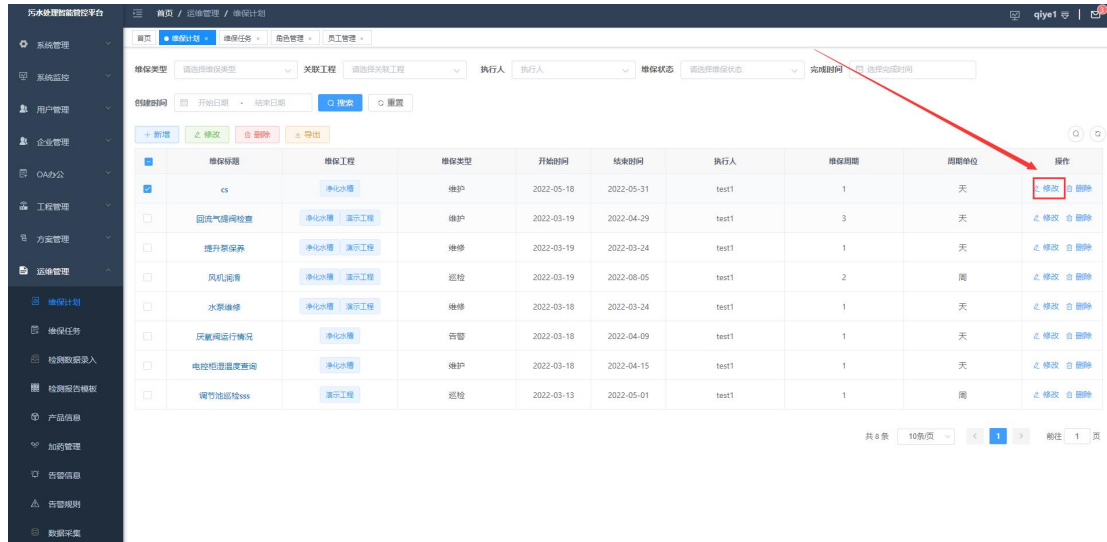 污水处理智能管控平台
首页 / 运维管理 / 维保计划
qiye1
系统管理
系统监控
用户管理
企业管理
OA办公
工程管理
方案管理
运维管理
维保计划
维保任务
检测数据录入
检测报告模板
产品信息
加药管理
告警信息
告警规则
数据采集
首页 维保计划 × 维保任务 × 角色管理 × 员工管理 ×
维保类型 请选择维保类型 关联工程 请选择关联工程 执行人 执行人 维保状态 请选择维保状态 完成时间 选择完成时间
创建时间 开始日期 - 结束日期 搜索 重置
+ 新增 修改 删除 导出
维保标题 维保工程 维保类型 开始时间 结束时间 执行人 维保周期 周期单位 操作
cs 净化水槽 维护 2022-05-18 2022-05-31 test1 1 天 修改 删除
回流气提阀检查 净化水槽 演示工程 维护 2022-03-19 2022-04-29 test1 3 天 修改 删除
提升泵保养 净化水槽 演示工程 维修 2022-03-19 2022-03-24 test1 1 天 修改 删除
风机润滑 净化水槽 演示工程 巡检 2022-03-19 2022-08-05 test1 2 周 修改 删除
水泵维修 净化水槽 演示工程 维修 2022-03-18 2022-03-24 test1 1 天 修改 删除
厌氧阀运行情况 净化水槽 告警 2022-03-18 2022-04-09 test1 1 天 修改 删除
电控柜温湿度查询 净化水槽 维护 2022-03-18 2022-04-15 test1 1 天 修改 删除
调节池巡检sss 演示工程 巡检 2022-03-13 2022-05-01 test1 1 周 修改 删除
共 8 条 10条/页 < 1 > 前往 1 页